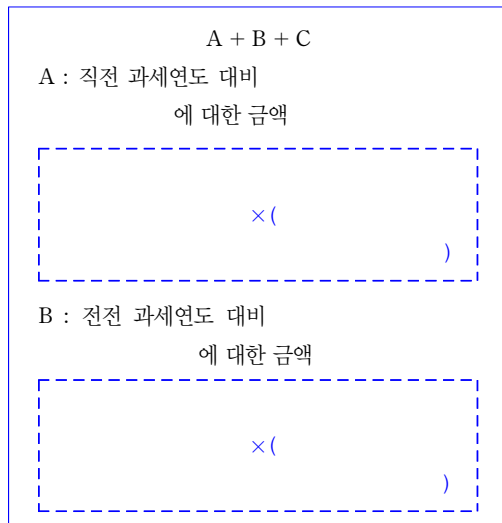 A + B + C
A : 직전 과세연도 대비
에 대한 금액
×(
)
B : 전전 과세연도 대비
에 대한 금액
×(
)